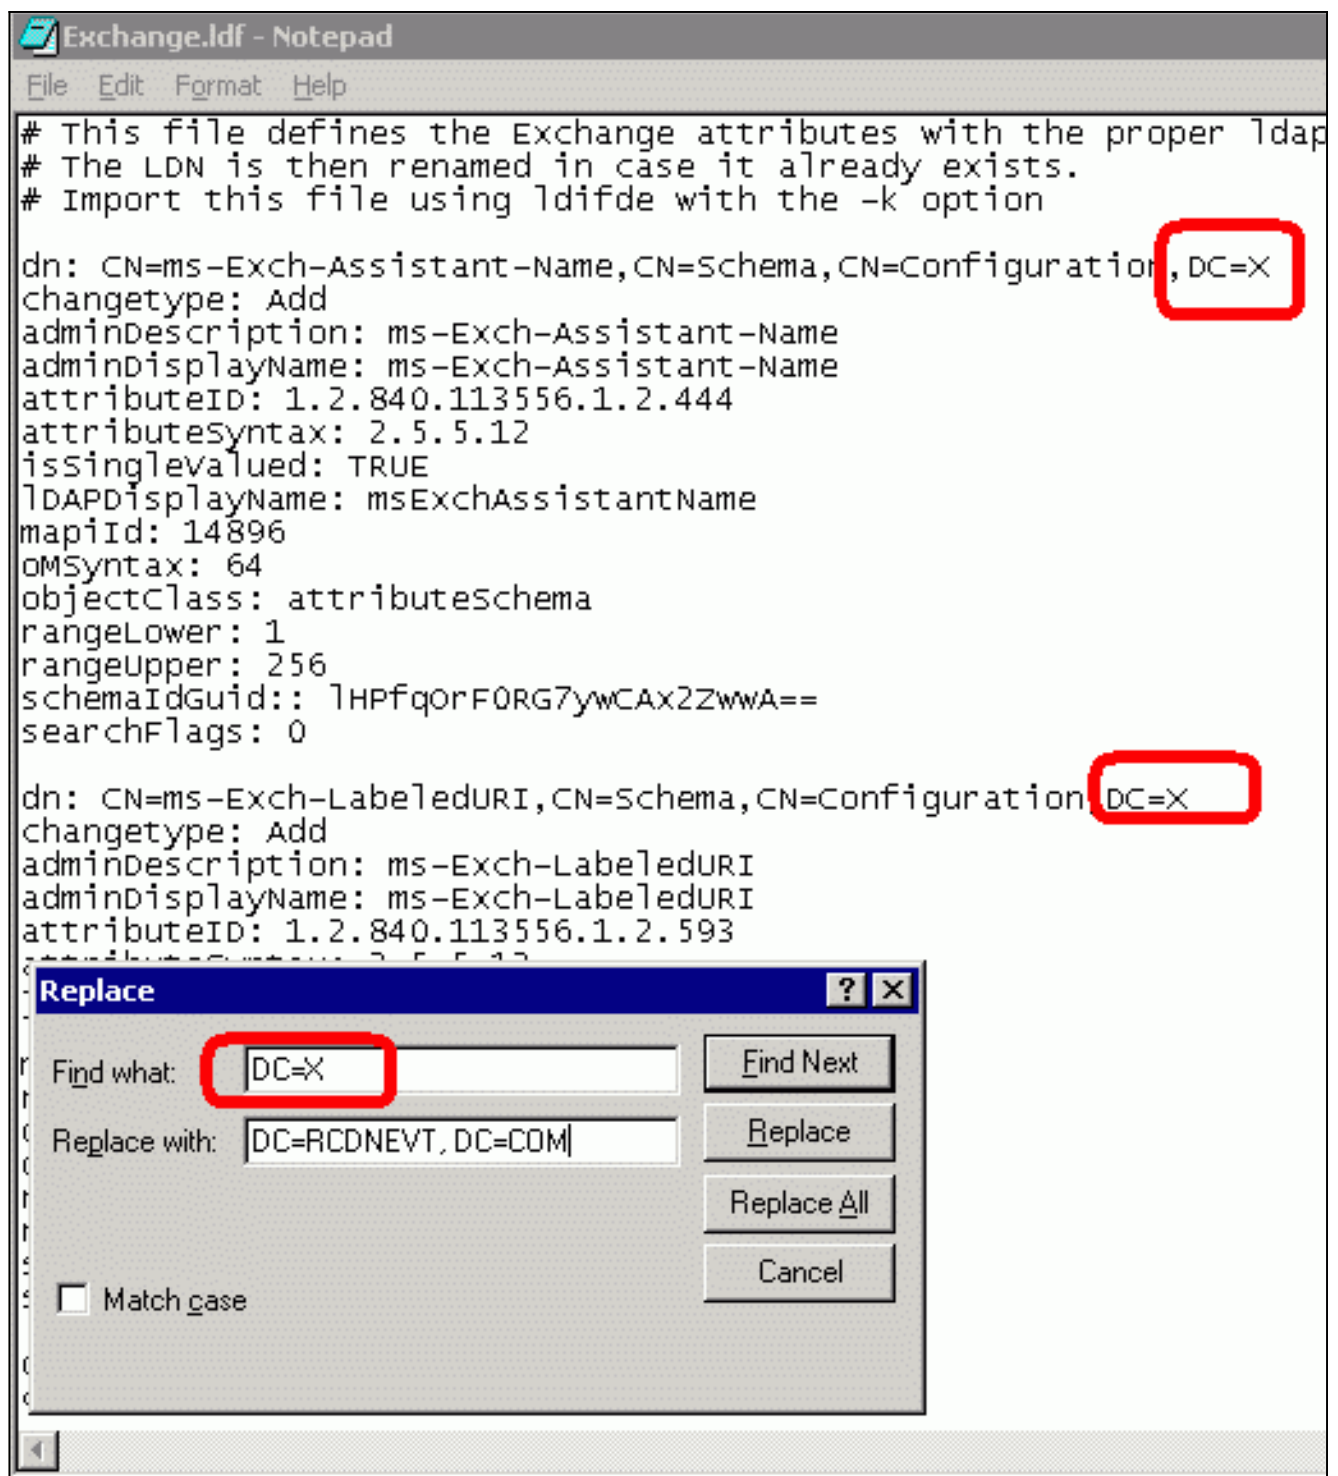 Exchange.ldf - Notepad
File Edit Format Help
# This file defines the Exchange attributes with the proper ldap
# The LDN is then renamed in case it already exists.
# Import this file using ldifde with the -k option
dn: CN=ms-Exch-Assistant-Name,CN=Schema,CN=Configuration,DC=X
changetype: Add
adminDescription: ms-Exch-Assistant-Name
adminDisplayName: ms-Exch-Assistant-Name
attributeID: 1.2.840.113556.1.2.444
attributeSyntax: 2.5.5.12
isSingleValued: TRUE
lDAPDisplayName: msExchAssistantName
mapiId: 14896
oMSyntax: 64
objectClass: attributeSchema
rangeLower: 1
rangeUpper: 256
schemaIdGuid:: lHPfqOrF0RG7ywCAx2ZwwA==
searchFlags: 0
dn: CN=ms-Exch-LabeledURI,CN=Schema,CN=Configuration,DC=X
changetype: Add
adminDescription: ms-Exch-LabeledURI
adminDisplayName: ms-Exch-LabeledURI
attributeID: 1.2.840.113556.1.2.593
Replace
Find what: DC=X Find Next
Replace with: DC=RCDNEVT, DC=COM Replace
Replace All
Cancel
Match case